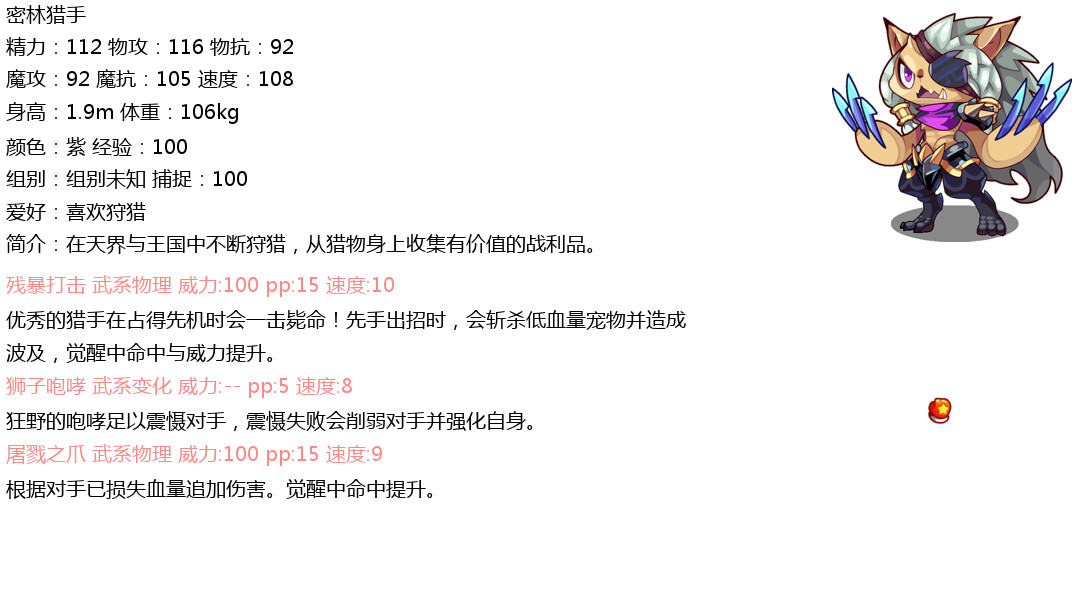 密林猎手
精力：112 物攻：116 物抗：92
魔攻：92 魔抗：105 速度：108
身高：1.9m 体重：106kg
颜色：紫 经验：100
组别：组别未知 捕捉：100
爱好：喜欢狩猎
简介：在天界与王国中不断狩猎，从猎物身上收集有价值的战利品。
残暴打击 武系物理 威力:100 pp:15 速度:10
优秀的猎手在占得先机时会一击毙命！先手出招时，会斩杀低血量宠物并造成
波及，觉醒中命中与威力提升。
狮子咆哮 武系变化 威力:-- pp:5 速度:8
狂野的咆哮足以震慑对手，震慑失败会削弱对手并强化自身。
屠戮之爪 武系物理 威力:100 pp:15 速度:9
根据对手已损失血量追加伤害。觉醒中命中提升。